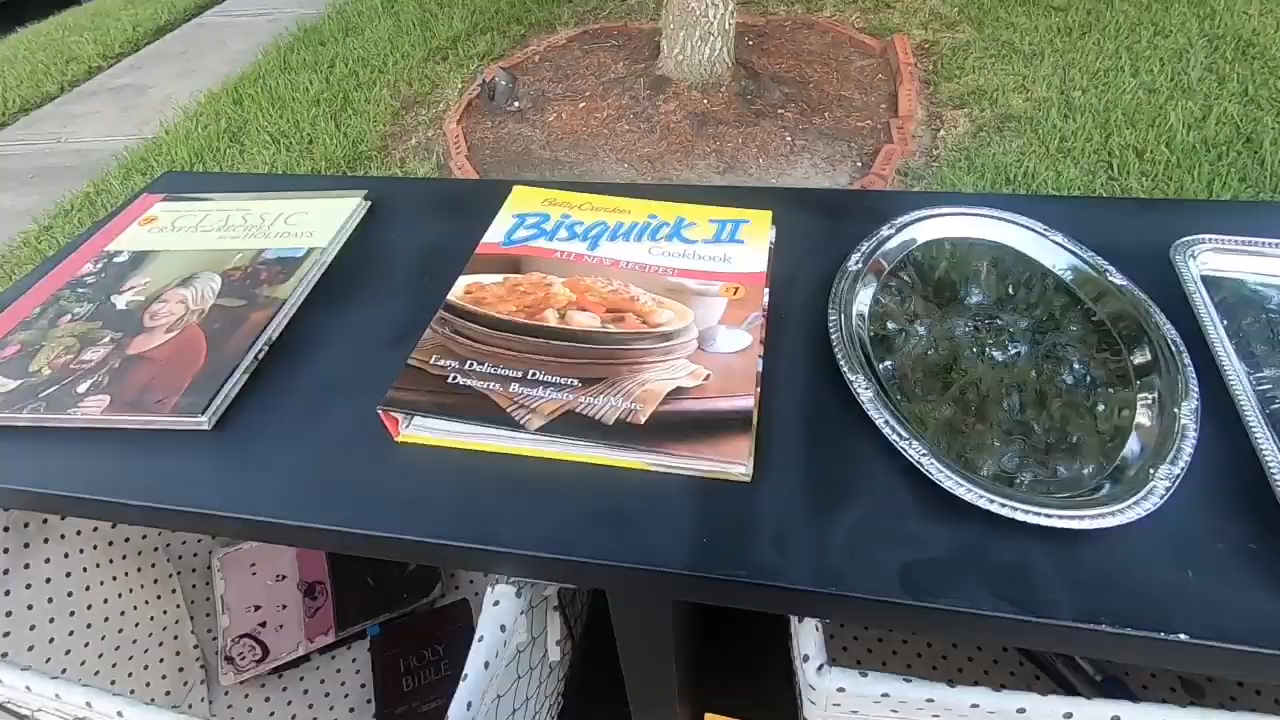 CLASSIC
CRAFTS and RECIPES
for the HOLIDAYS
Betty Crocker
Bisquick II
Cookbook
ALL NEW RECIPES!
$1
Easy, Delicious Dinners,
Desserts, Breakfasts and More
HOLY
BIBLE